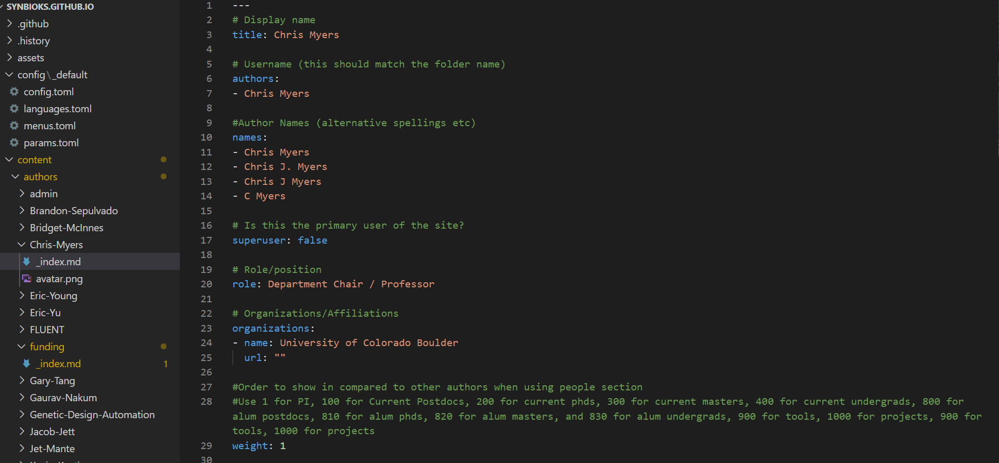 SYNBIOKS.GITHUB.IO
.github
.history
assets
config\_default
config.toml
languages.toml
menus.toml
params.toml
content
authors
admin
Brandon-Sepulvado
Bridget-McInnes
Chris-Myers
_index.md
avatar.png
Eric-Young
Eric-Yu
FLUENT
funding
_index.md 1
Gary-Tang
Gaurav-Nakum
Genetic-Design-Automation
Jacob-Jett
Jet-Mante
1 ---
2 # Display name
3 title: Chris Myers
4
5 # Username (this should match the folder name)
6 authors:
7 - Chris Myers
8
9 #Author Names (alternative spellings etc)
10 names:
11 - Chris Myers
12 - Chris J. Myers
13 - Chris J Myers
14 - C Myers
15
16 # Is this the primary user of the site?
17 superuser: false
18
19 # Role/position
20 role: Department Chair / Professor
21
22 # Organizations/Affiliations
23 organizations:
24 - name: University of Colorado Boulder
25 url: ""
26
27 #Order to show in compared to other authors when using people section
28 #Use 1 for PI, 100 for Current Postdocs, 200 for current phds, 300 for current masters, 400 for current undergrads, 800 for
alum postdocs, 810 for alum phds, 820 for alum masters, and 830 for alum undergrads, 900 for tools, 1000 for projects, 900 for
tools, 1000 for projects
29 weight: 1
30